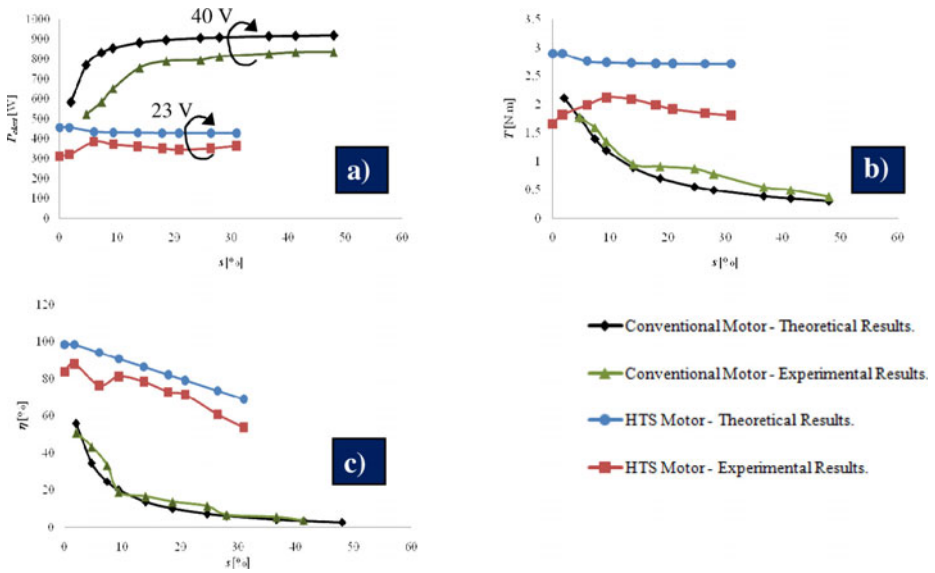 1000
900
800
700
600
500
400
300
200
100
0
P_elect [W]
40 V
23 V
a)
0 10 20 30 40 50 60
s[%]
3.5
3
2.5
2
1.5
1
0.5
0
T [N.m]
b)
0 10 20 30 40 50 60
s[%]
120
100
80
60
40
20
0
η[%]
c)
0 10 20 30 40 50 60
s[%]
Conventional Motor - Theoretical Results.
Conventional Motor - Experimental Results.
HTS Motor - Theoretical Results.
HTS Motor - Experimental Results.